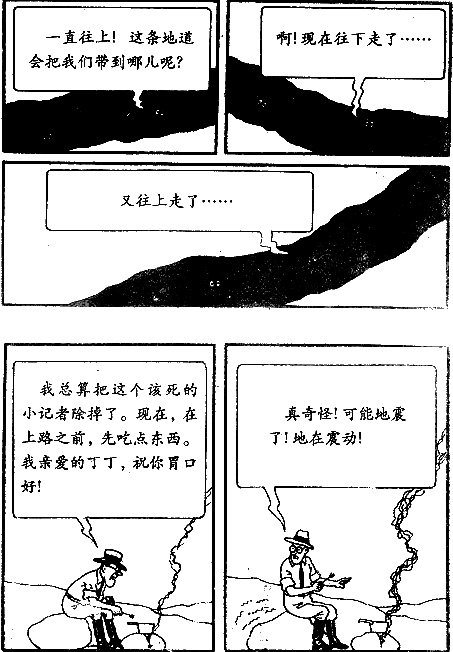 一直往上！这条地道
会把我们带到哪儿呢？
啊！现在往下走了……
又往上走了……
我总算把这个该死的
小记者除掉了。现在，在
上路之前，先吃点东西。
我亲爱的丁丁，祝你胃口
好！
真奇怪！可能地震
了！地在震动！